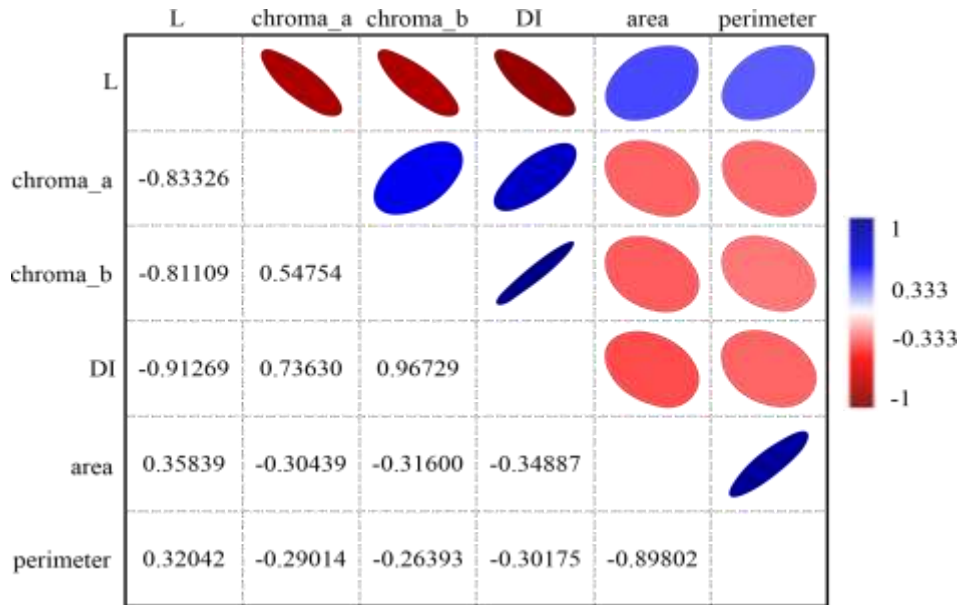 L chroma_a chroma_b DI area perimeter
L
chroma_a -0.83326
chroma_b -0.81109 0.54754
DI -0.91269 0.73630 0.96729
area 0.35839 -0.30439 -0.31600 -0.34887
perimeter 0.32042 -0.29014 -0.26393 -0.30175 -0.89802
1
0.333
-0.333
-1